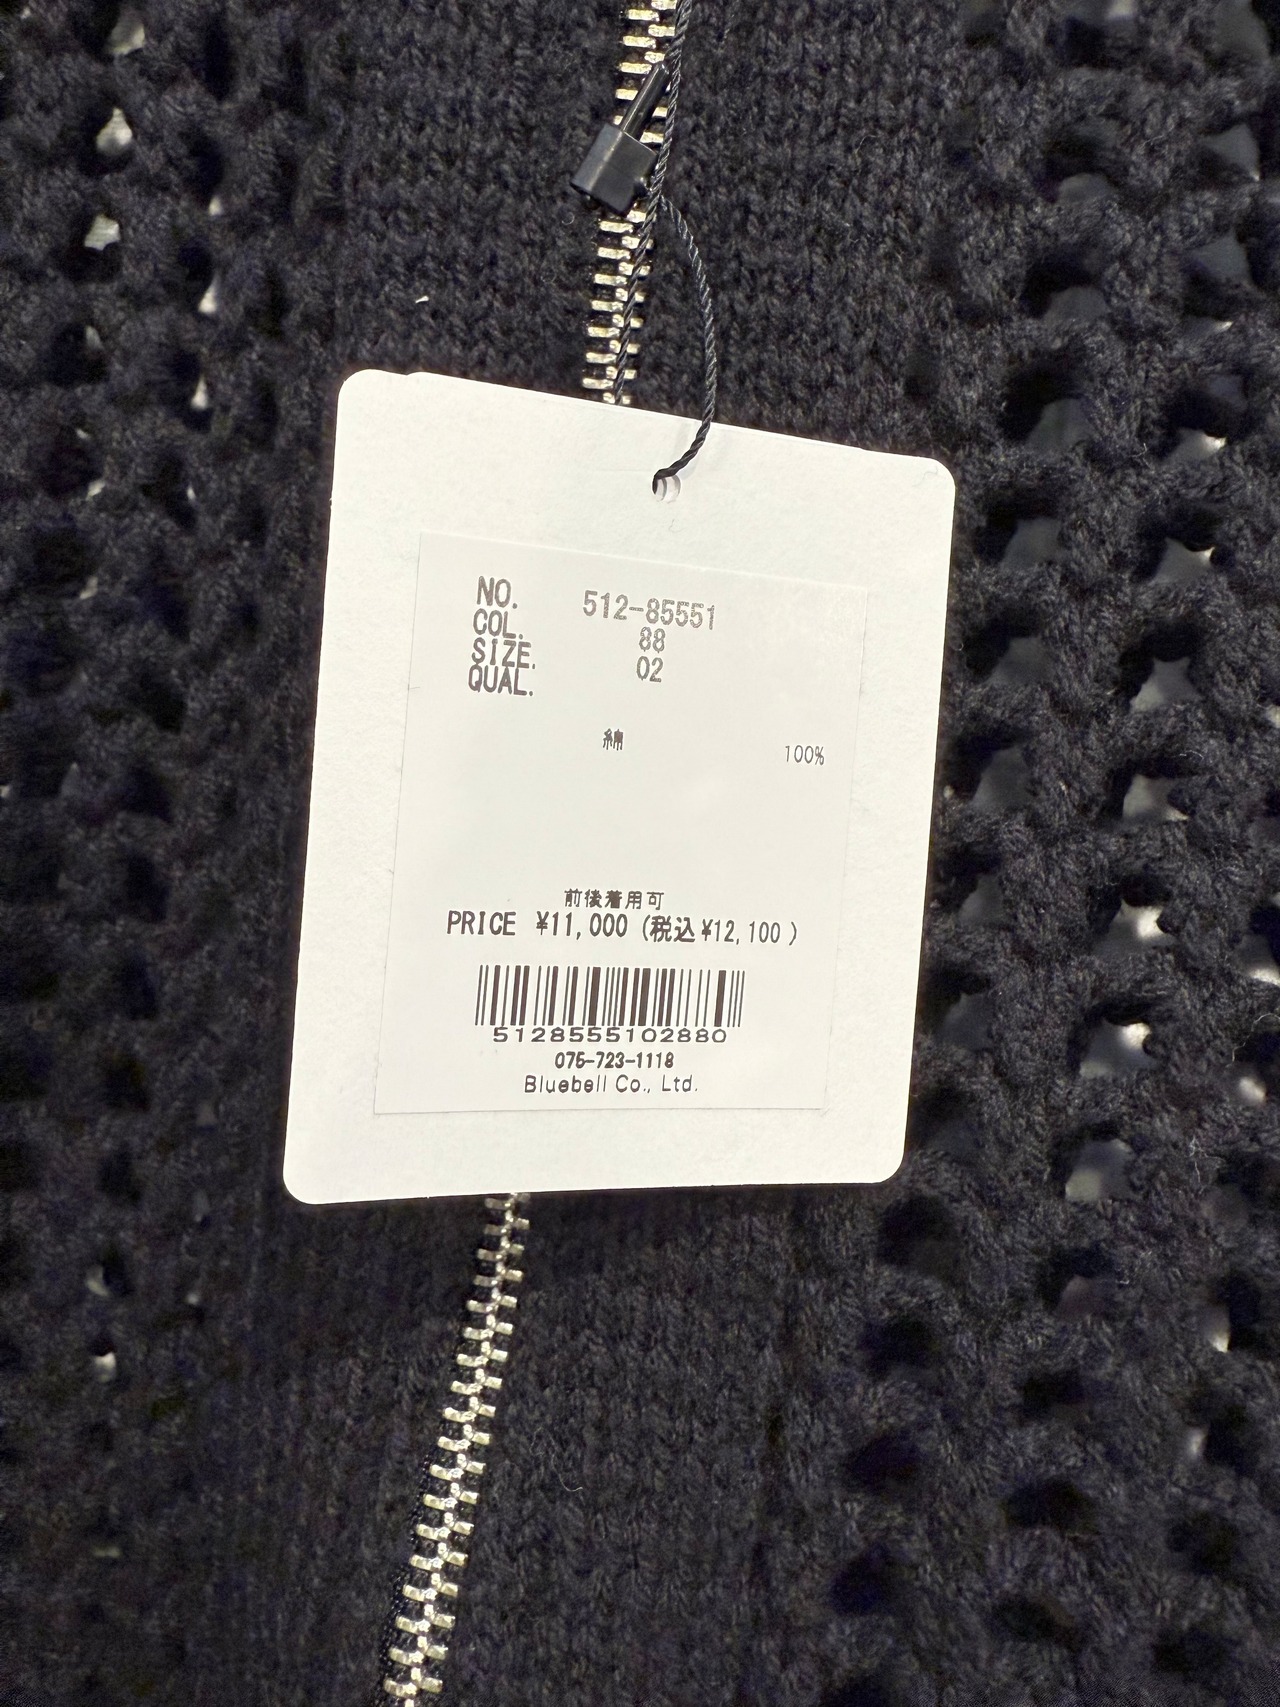 NO. 512-85551
COL. 88
SIZE. 02
QUAL.
綿 100%
前後着用可
PRICE ¥11,000 (税込¥12,100 )
5128555102880
075-723-1118
Bluebell Co., Ltd.